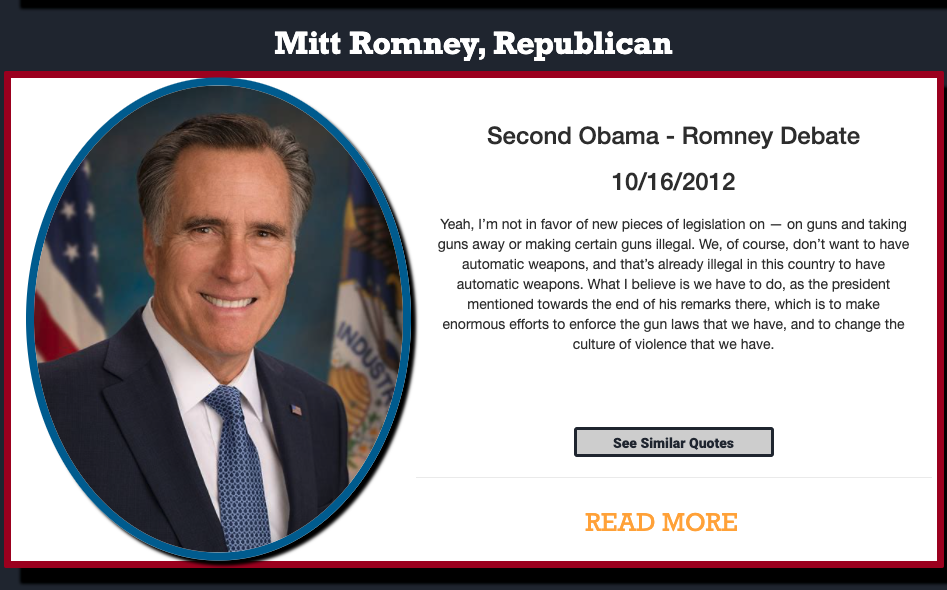 Mitt Romney, Republican
Second Obama - Romney Debate
10/16/2012
Yeah, I’m not in favor of new pieces of legislation on — on guns and taking
guns away or making certain guns illegal. We, of course, don’t want to have
automatic weapons, and that’s already illegal in this country to have
automatic weapons. What I believe is we have to do, as the president
mentioned towards the end of his remarks there, which is to make
enormous efforts to enforce the gun laws that we have, and to change the
culture of violence that we have.
INDUSTR
See Similar Quotes
READ MORE